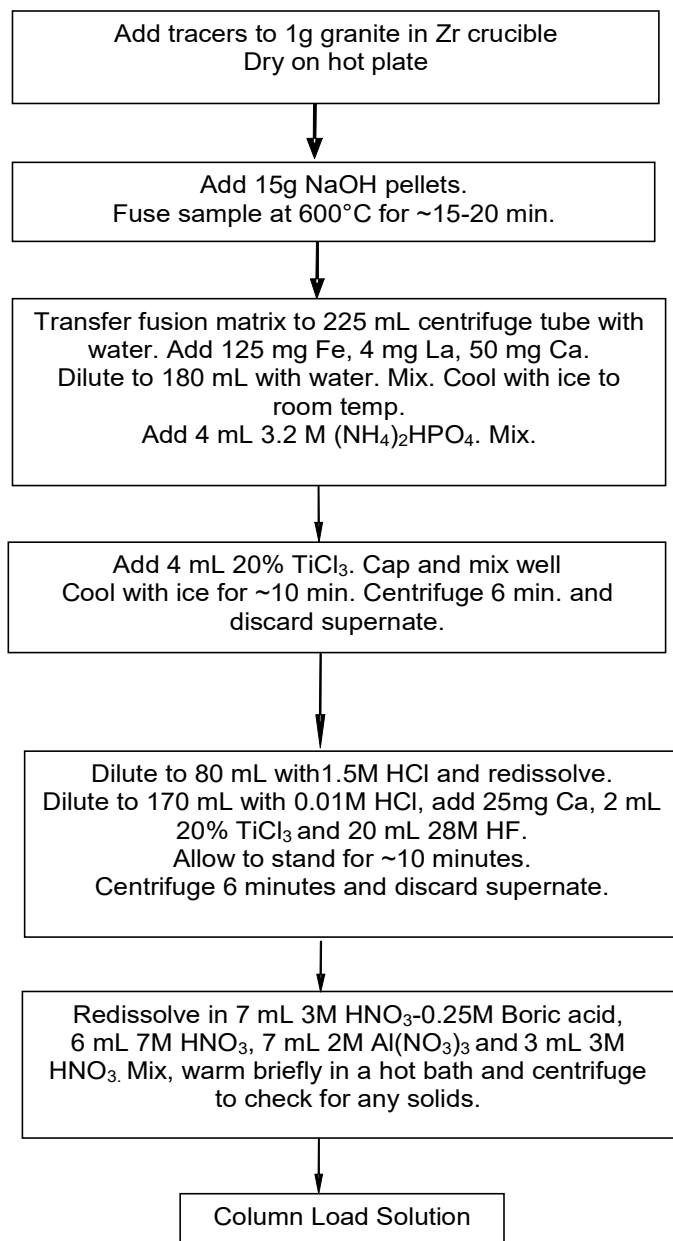 Add tracers to 1g granite in Zr crucible
Dry on hot plate
Add 15g NaOH pellets.
Fuse sample at 600°C for ~15-20 min.
Transfer fusion matrix to 225 mL centrifuge tube with
water. Add 125 mg Fe, 4 mg La, 50 mg Ca.
Dilute to 180 mL with water. Mix. Cool with ice to
room temp.
Add 4 mL 3.2 M (NH₄)₂HPO₄. Mix.
Add 4 mL 20% TiCl₃. Cap and mix well
Cool with ice for ~10 min. Centrifuge 6 min. and
discard supernate.
Dilute to 80 mL with1.5M HCl and redissolve.
Dilute to 170 mL with 0.01M HCl, add 25mg Ca, 2 mL
20% TiCl₃ and 20 mL 28M HF.
Allow to stand for ~10 minutes.
Centrifuge 6 minutes and discard supernate.
Redissolve in 7 mL 3M HNO₃-0.25M Boric acid,
6 mL 7M HNO₃, 7 mL 2M Al(NO₃)₃ and 3 mL 3M
HNO₃. Mix, warm briefly in a hot bath and centrifuge
to check for any solids.
Column Load Solution